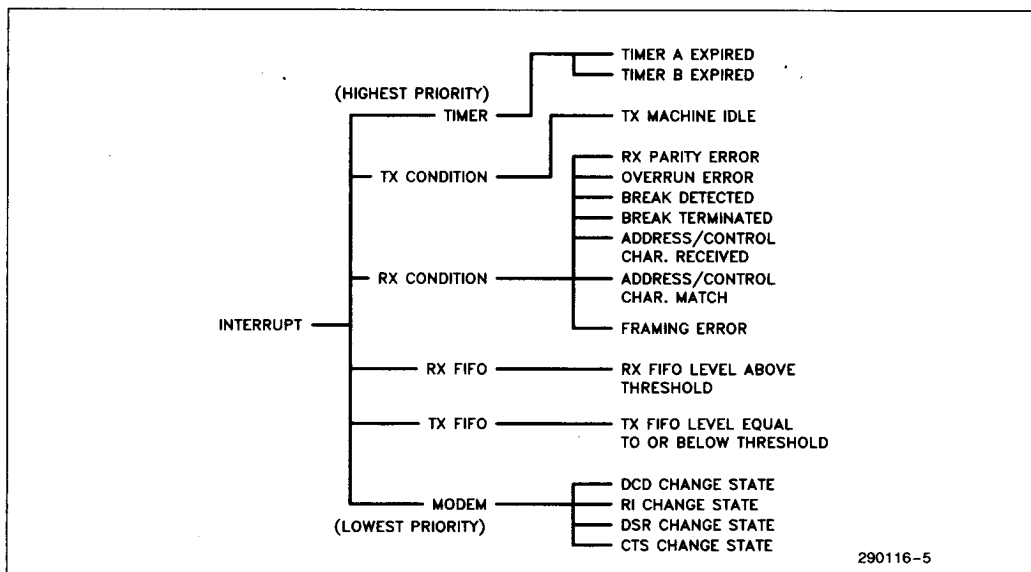 TIMER A EXPIRED
TIMER B EXPIRED
(HIGHEST PRIORITY)
TIMER
TX MACHINE IDLE
TX CONDITION
RX PARITY ERROR
OVERRUN ERROR
BREAK DETECTED
BREAK TERMINATED
ADDRESS/CONTROL
CHAR. RECEIVED
RX CONDITION
ADDRESS/CONTROL
CHAR. MATCH
INTERRUPT
FRAMING ERROR
RX FIFO
RX FIFO LEVEL ABOVE
THRESHOLD
TX FIFO
TX FIFO LEVEL EQUAL
TO OR BELOW THRESHOLD
MODEM
(LOWEST PRIORITY)
DCD CHANGE STATE
RI CHANGE STATE
DSR CHANGE STATE
CTS CHANGE STATE
290116-5